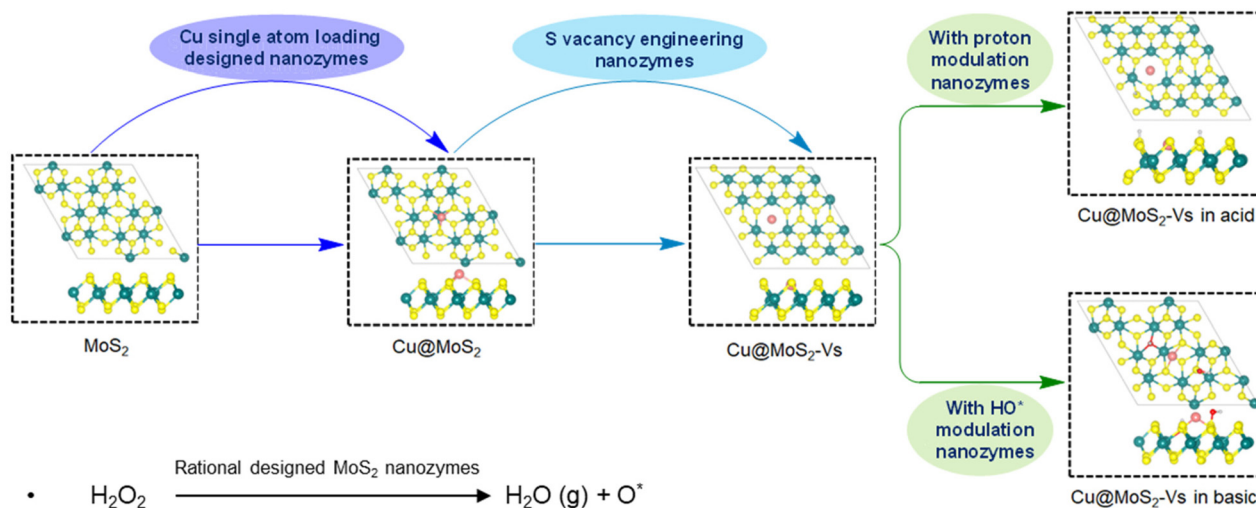 Cu single atom loading
designed nanozymes
S vacancy engineering
nanozymes
With proton
modulation
nanozymes
MoS₂
Cu@MoS₂
Cu@MoS₂-Vs
Cu@MoS₂-Vs in acid
With HO*
modulation
nanozymes
Cu@MoS₂-Vs in basic
Rational designed MoS₂ nanozymes
• H₂O₂ H₂O (g) + O*